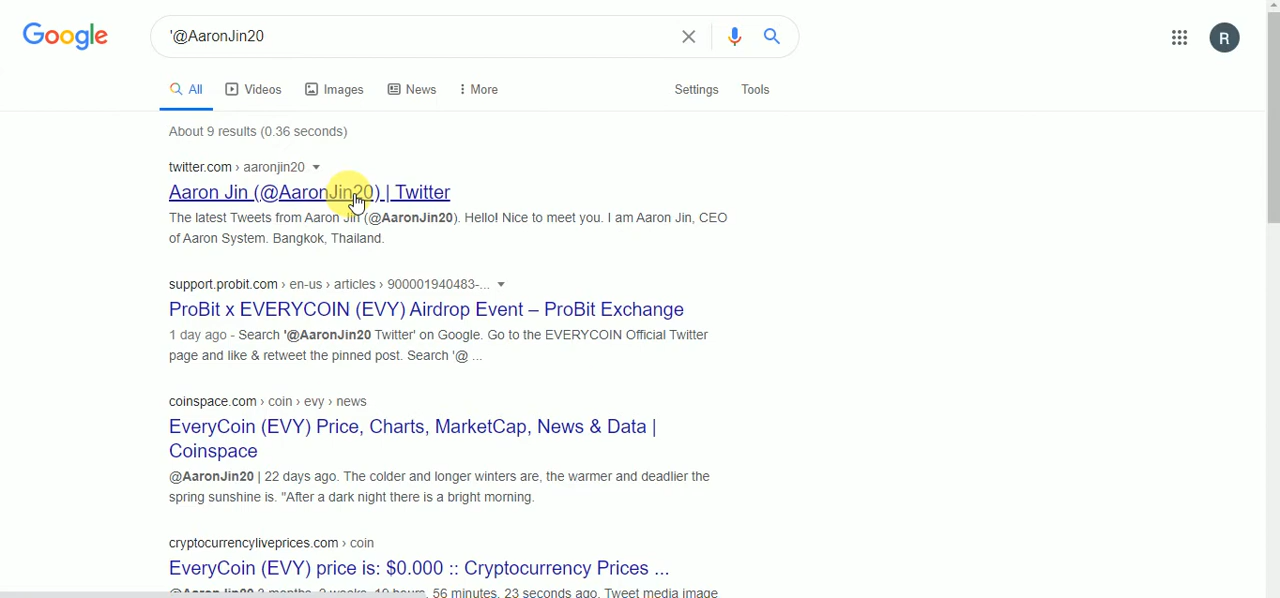 Google
'@AaronJin20
R
All Videos Images News More Settings Tools
About 9 results (0.36 seconds)
twitter.com › aaronjin20
Aaron Jin (@AaronJin20) | Twitter
The latest Tweets from Aaron Jin (@AaronJin20). Hello! Nice to meet you. I am Aaron Jin, CEO
of Aaron System. Bangkok, Thailand.
support.probit.com › en-us › articles › 900001940483-...
ProBit x EVERYCOIN (EVY) Airdrop Event – ProBit Exchange
1 day ago - Search '@AaronJin20 Twitter' on Google. Go to the EVERYCOIN Official Twitter
page and like & retweet the pinned post. Search '@ ...
coinspace.com › coin › evy › news
EveryCoin (EVY) Price, Charts, MarketCap, News & Data |
Coinspace
@AaronJin20 | 22 days ago. The colder and longer winters are, the warmer and deadlier the
spring sunshine is. "After a dark night there is a bright morning.
cryptocurrencyliveprices.com › coin
EveryCoin (EVY) price is: $0.000 :: Cryptocurrency Prices ...
@AaronJin20 3 months, 2 weeks, 19 hours, 56 minutes, 23 seconds ago. Tweet media image